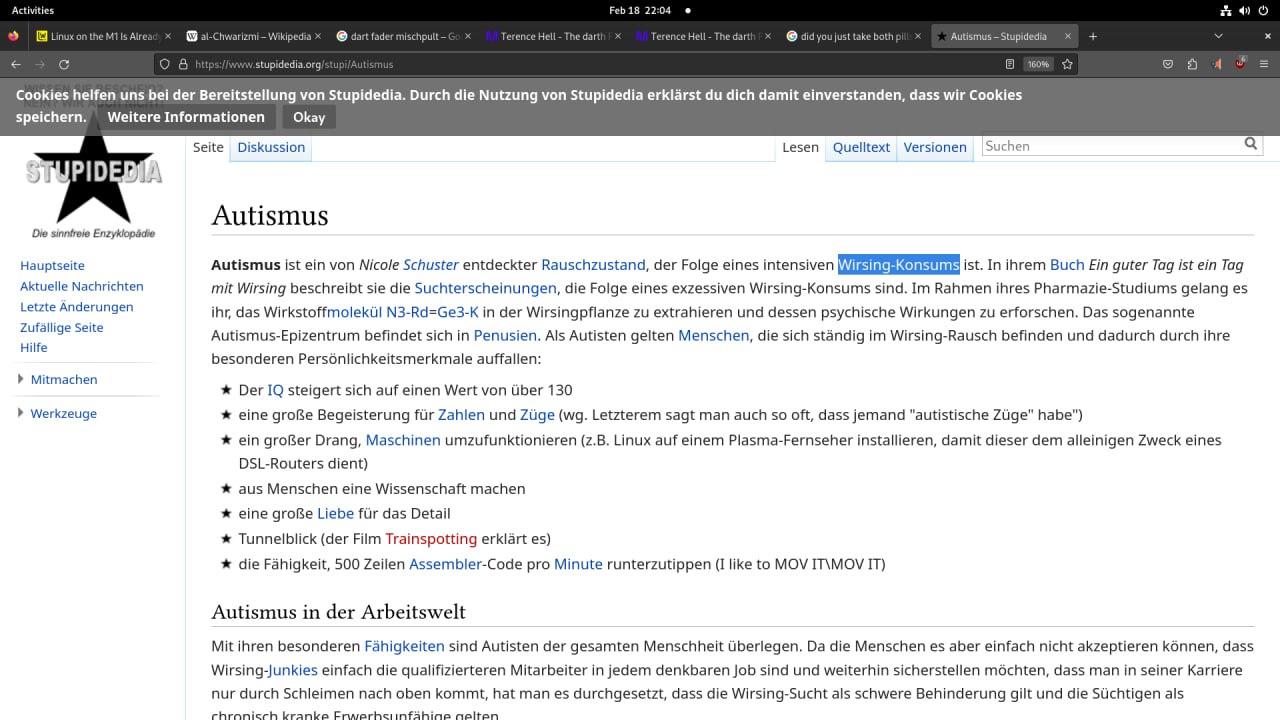 Activities
Feb 18 22:04
Linux on the M1 Is Already
al-Chwarizmi – Wikipedia
dart fader mischpult – Go
Terence Hell - The darth F
Terence Hell - The darth F
did you just take both pill
Autismus – Stupidedia
https://www.stupidedia.org/stupi/Autismus
160%
Cookies helfen uns bei der Bereitstellung von Stupidedia. Durch die Nutzung von Stupidedia erklärst du dich damit einverstanden, dass wir Cookies
speichern. Weitere Informationen Okay
STUPIDEDIA
Die sinnfreie Enzyklopädie
Hauptseite
Aktuelle Nachrichten
Letzte Änderungen
Zufällige Seite
Hilfe
Mitmachen
Werkzeuge
Seite Diskussion Lesen Quelltext Versionen Suchen
Autismus
Autismus ist ein von Nicole Schuster entdeckter Rauschzustand, der Folge eines intensiven Wirsing-Konsums ist. In ihrem Buch Ein guter Tag ist ein Tag
mit Wirsing beschreibt sie die Suchterscheinungen, die Folge eines exzessiven Wirsing-Konsums sind. Im Rahmen ihres Pharmazie-Studiums gelang es
ihr, das Wirkstoffmolekül N3-Rd=Ge3-K in der Wirsingpflanze zu extrahieren und dessen psychische Wirkungen zu erforschen. Das sogenannte
Autismus-Epizentrum befindet sich in Penusien. Als Autisten gelten Menschen, die sich ständig im Wirsing-Rausch befinden und dadurch durch ihre
besonderen Persönlichkeitsmerkmale auffallen:
Der IQ steigert sich auf einen Wert von über 130
eine große Begeisterung für Zahlen und Züge (wg. Letzterem sagt man auch so oft, dass jemand "autistische Züge" habe")
ein großer Drang, Maschinen umzufunktionieren (z.B. Linux auf einem Plasma-Fernseher installieren, damit dieser dem alleinigen Zweck eines
DSL-Routers dient)
aus Menschen eine Wissenschaft machen
eine große Liebe für das Detail
Tunnelblick (der Film Trainspotting erklärt es)
die Fähigkeit, 500 Zeilen Assembler-Code pro Minute runterzutippen (I like to MOV IT\MOV IT)
Autismus in der Arbeitswelt
Mit ihren besonderen Fähigkeiten sind Autisten der gesamten Menschheit überlegen. Da die Menschen es aber einfach nicht akzeptieren können, dass
Wirsing-Junkies einfach die qualifizierteren Mitarbeiter in jedem denkbaren Job sind und weiterhin sicherstellen möchten, dass man in seiner Karriere
nur durch Schleimen nach oben kommt, hat man es durchgesetzt, dass die Wirsing-Sucht als schwere Behinderung gilt und die Süchtigen als
chronisch kranke Erwerbsunfähige gelten.